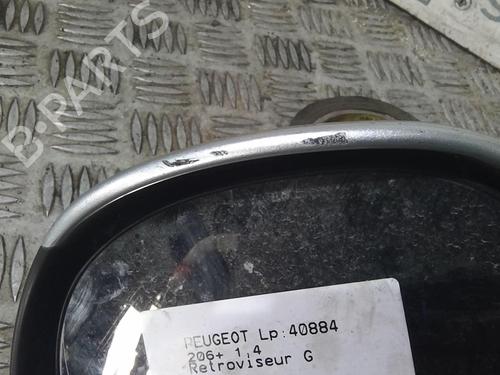 B-PARTS
PEUGEOT Lp:40884
206+ 1.4
Retroviseur G